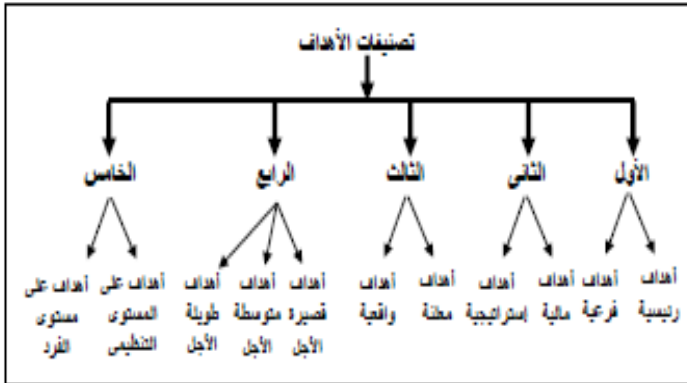 تصنيفات الأهداف
الأول
الثاني
الثالث
الرابع
الخامس
أهداف
رئيسية
أهداف
فرعية
أهداف
مالية
أهداف
إستراتيجية
أهداف
معلنة
أهداف
واقعية
أهداف
قصيرة
الأجل
أهداف
متوسطة
الأجل
أهداف
طويلة
الأجل
أهداف على
المستوى
التنظيمى
أهداف على
مستوى
الفرد